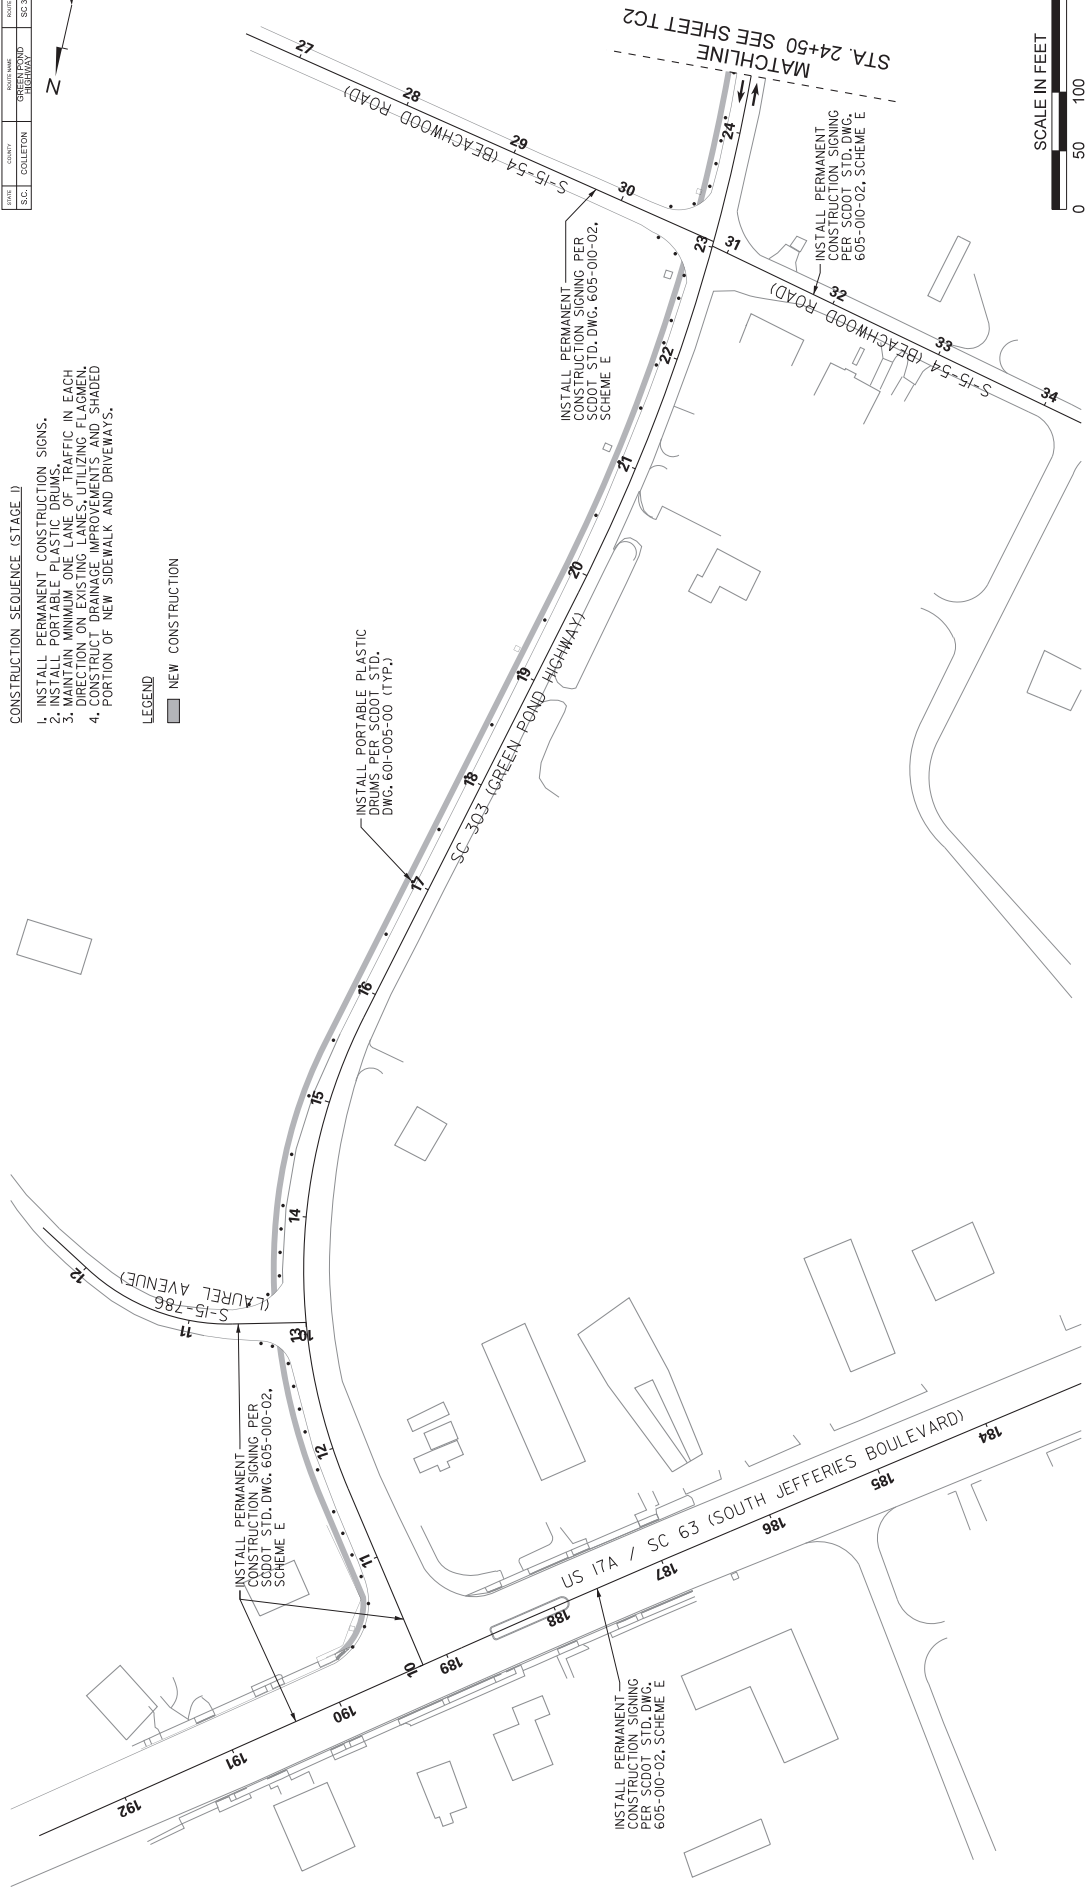 STATE
COUNTY
ROUTE NAME
ROUTE
S.C.
COLLETON
GREEN POND
HIGHWAY
SC 3
N
CONSTRUCTION SEQUENCE (STAGE I)
1. INSTALL PERMANENT CONSTRUCTION SIGNS.
2. INSTALL PORTABLE PLASTIC DRUMS.
3. MAINTAIN MINIMUM ONE LANE OF TRAFFIC IN EACH
DIRECTION ON EXISTING LANES, UTILIZING FLAGMEN.
4. CONSTRUCT DRAINAGE IMPROVEMENTS AND SHADED
PORTION OF NEW SIDEWALK AND DRIVEWAYS.
LEGEND
NEW CONSTRUCTION
INSTALL PERMANENT
CONSTRUCTION SIGNING PER
SCDOT STD. DWG. 605-010-02,
SCHEME E
INSTALL PORTABLE PLASTIC
DRUMS PER SCDOT STD.
DWG. 601-005-00 (TYP.)
INSTALL PERMANENT
CONSTRUCTION SIGNING PER
SCDOT STD. DWG. 605-010-02,
SCHEME E
INSTALL PERMANENT
CONSTRUCTION SIGNING
PER SCDOT STD. DWG.
605-010-02, SCHEME E
INSTALL PERMANENT
CONSTRUCTION SIGNING
PER SCDOT STD. DWG.
605-010-02, SCHEME E
S-15-786
(LAUREL AVENUE)
10
11
12
SC 303 (GREEN POND HIGHWAY)
10
11
12
13
14
15
16
17
18
19
20
21
22
23
24
S-15-54 (BEACHWOOD ROAD)
27
28
29
30
31
S-15-54 (BEACHWOOD ROAD)
32
33
34
US 17A / SC 63 (SOUTH JEFFERIES BOULEVARD)
192
191
190
189
188
187
186
185
184
MATCHLINE
STA. 24+50 SEE SHEET TC2
SCALE IN FEET
0
50
100